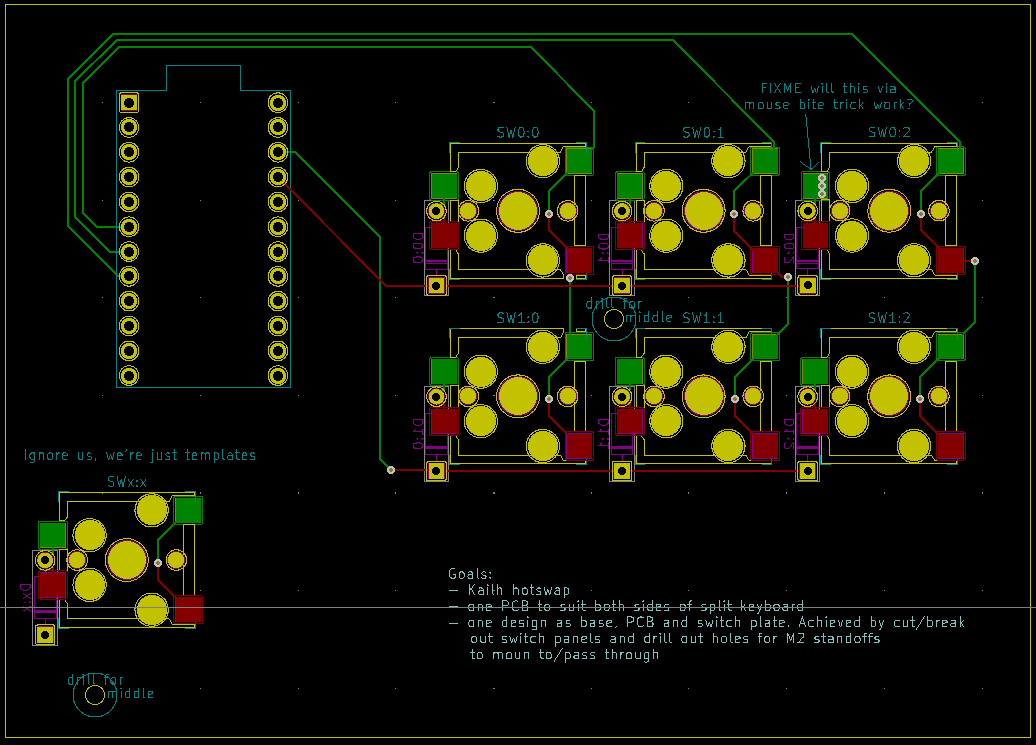 FIXME will this via
mouse bite trick work?
SW0:0
SW0:1
SW0:2
D0:0
D0:1
D0:2
drill for
middle
SW1:0
SW1:1
SW1:2
D1:0
D1:1
D1:2
Ignore us, we're just templates
SWx:x
Dx:x
drill for
middle
Goals:
- Kailh hotswap
- one PCB to suit both sides of split keyboard
- one design as base, PCB and switch plate. Achieved by cut/break
out switch panels and drill out holes for M2 standoffs
to moun to/pass through